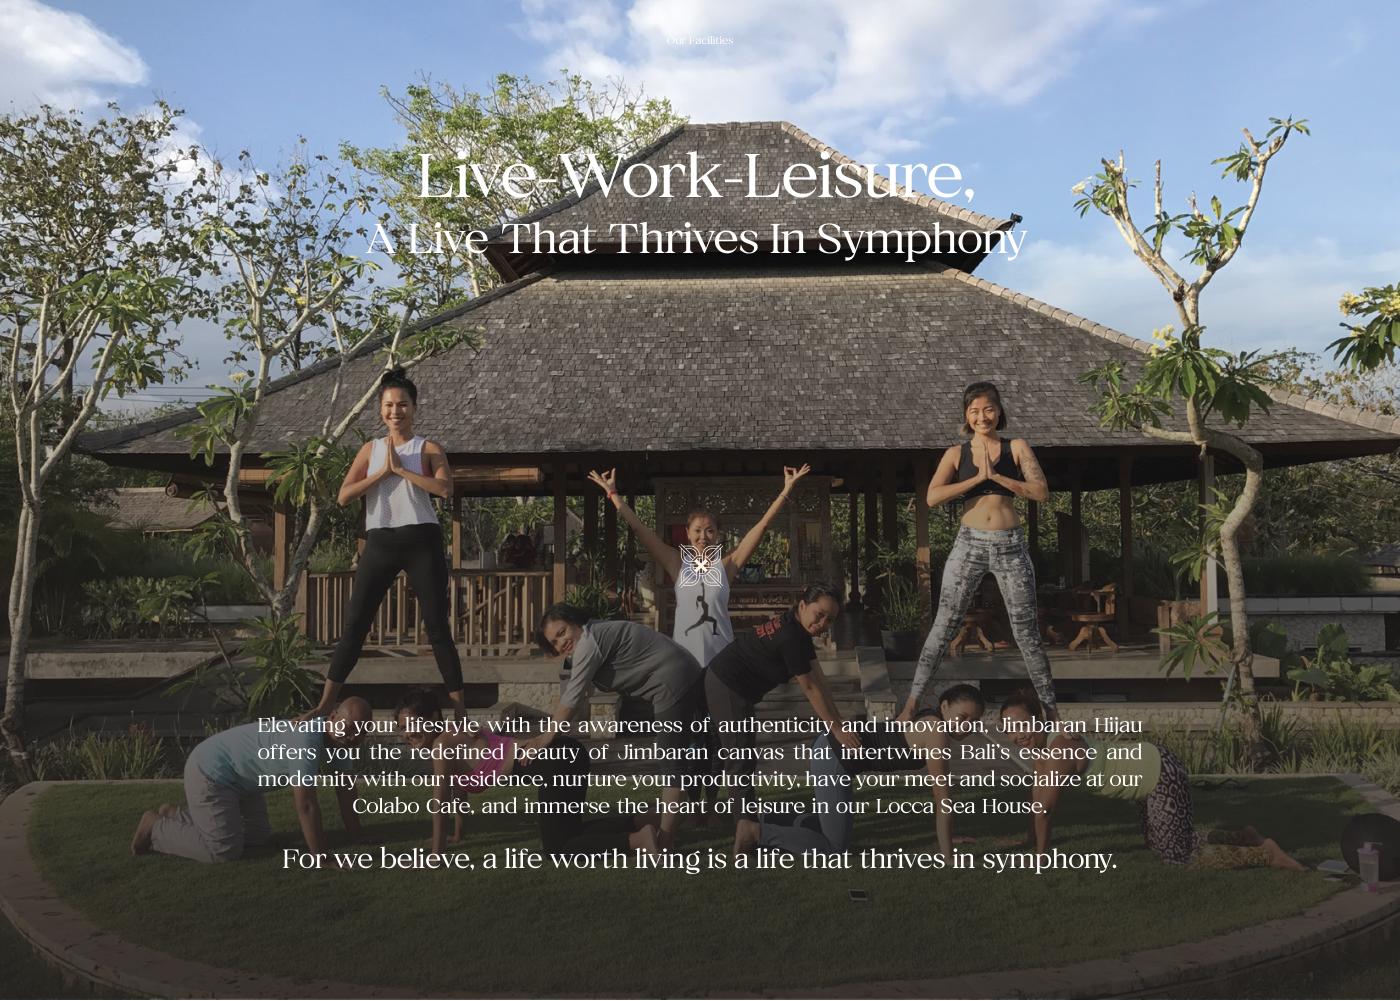 Our Facilities
Live-Work-Leisure,
A Live That Thrives In Symphony
Elevating your lifestyle with the awareness of authenticity and innovation, Jimbaran Hijau
offers you the redefined beauty of Jimbaran canvas that intertwines Bali's essence and
modernity with our residence, nurture your productivity, have your meet and socialize at our
Colabo Cafe, and immerse the heart of leisure in our Locca Sea House.
For we believe, a life worth living is a life that thrives in symphony.